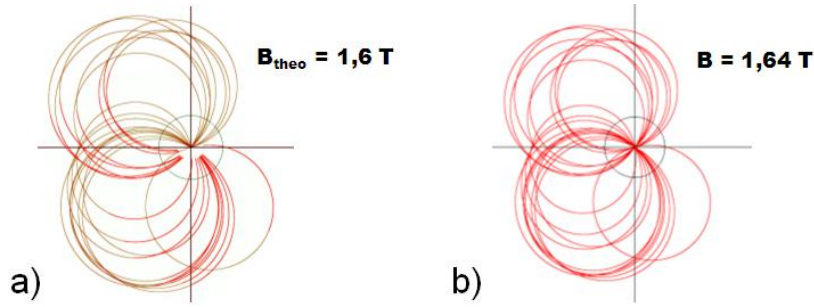 B_theo = 1,6 T
B = 1,64 T
a)
b)